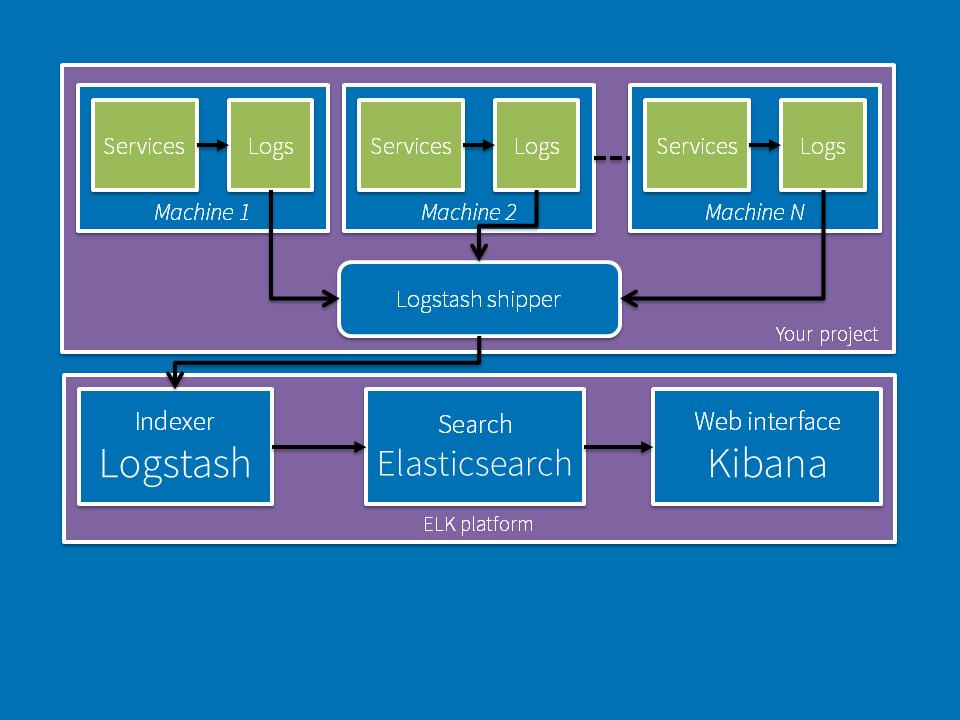 Services
Logs
Machine 1
Services
Logs
Machine 2
Services
Logs
Machine N
Logstash shipper
Your project
Indexer
Logstash
Search
Elasticsearch
Web interface
Kibana
ELK platform